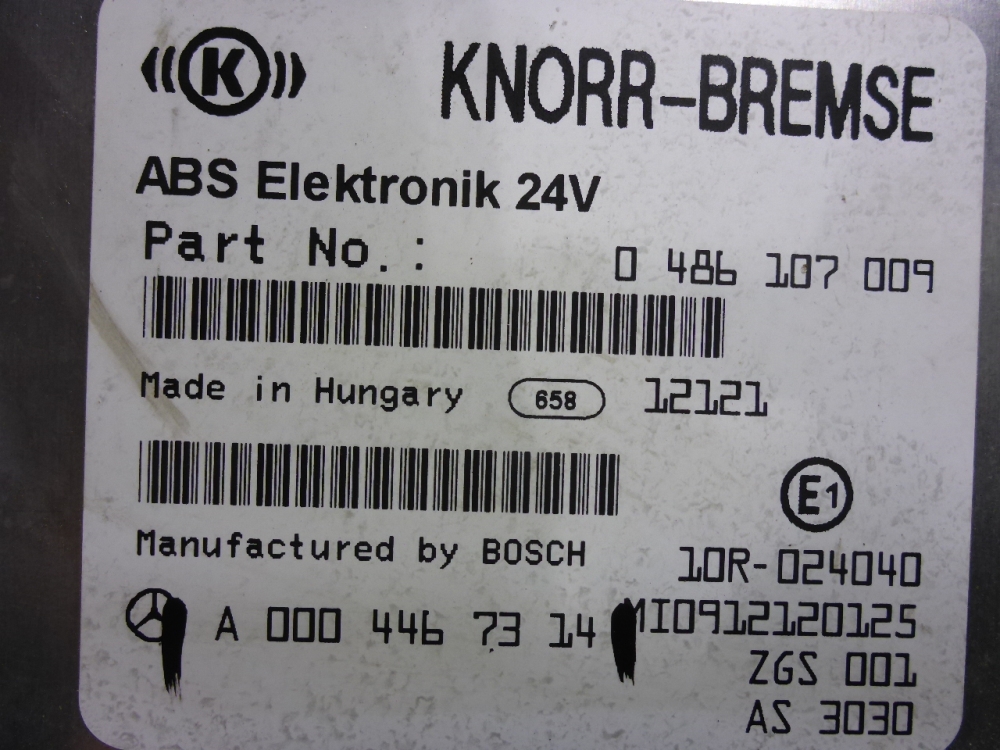 K KNORR-BREMSE
ABS Elektronik 24V
Part No.: 0 486 107 009
Made in Hungary 658 12121
E1
Manufactured by BOSCH 10R-024040
A 000 446 73 14 MI0912120125
ZGS 001
AS 3030